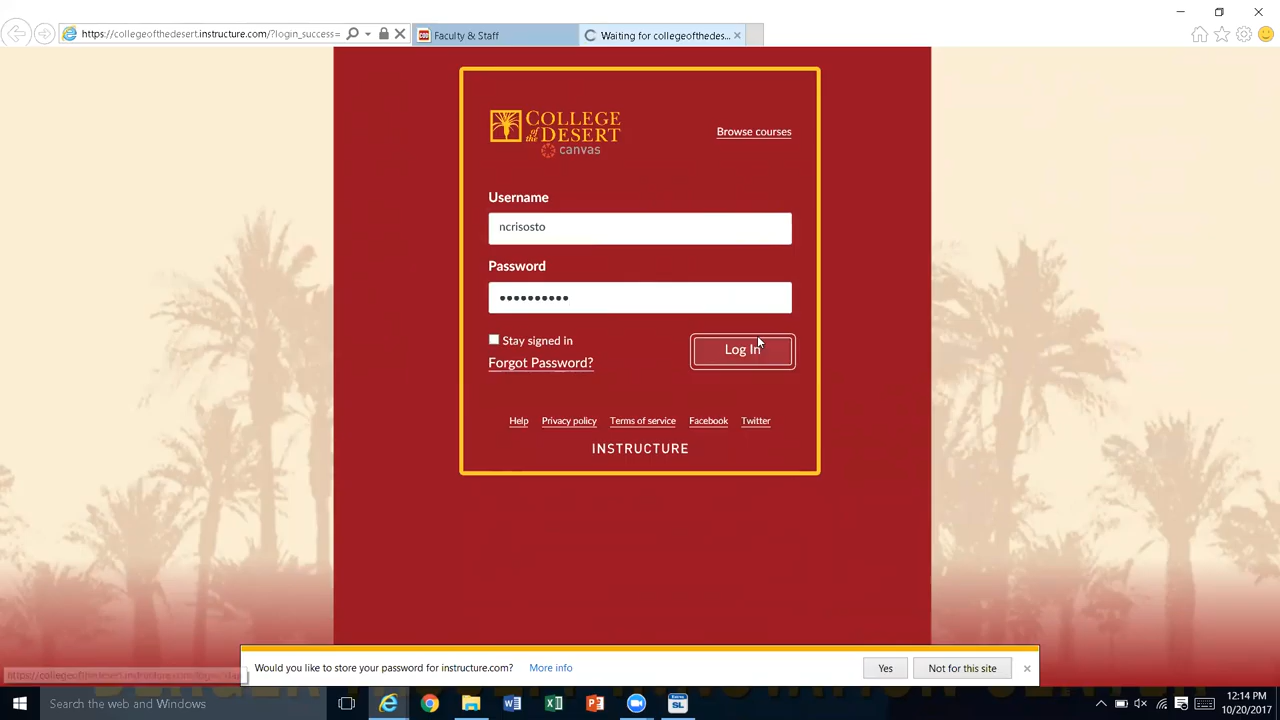 https://collegeofthedesert.instructure.com/?login_success=
Faculty & Staff
Waiting for collegeofthedes...
COLLEGE
of the DESERT
canvas
Browse courses
Username
ncrisosto
Password
Stay signed in
Log In
Forgot Password?
Help Privacy policy Terms of service Facebook Twitter
INSTRUCTURE
Would you like to store your password for instructure.com? More info
Yes
Not for this site
Search the web and Windows
12:14 PM
10/20/2017